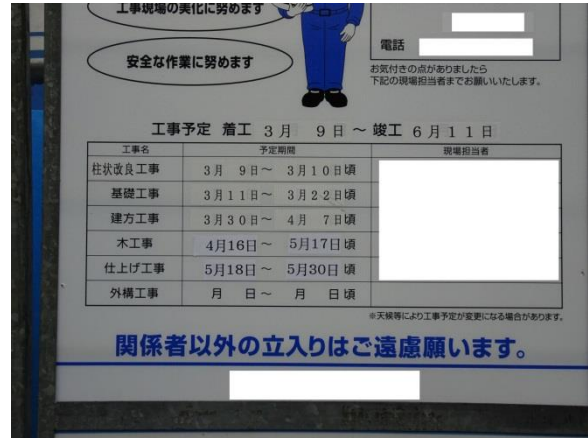 工事現場の美化に努めます
安全な作業に努めます
電話
お気付きの点がありましたら
下記の現場担当者までお願いいたします。
工事予定 着工 3月 9日 ~ 竣工 6月11日
工事名 予定期間 現場担当者
柱状改良工事 3月 9日~ 3月10日頃
基礎工事 3月11日~ 3月22日頃
建方工事 3月30日~ 4月 7日頃
木工事 4月16日~ 5月17日頃
仕上げ工事 5月18日~ 5月30日頃
外構工事 月 日~ 月 日頃
※天候等により工事予定が変更になる場合があります。
関係者以外の立入りはご遠慮願います。